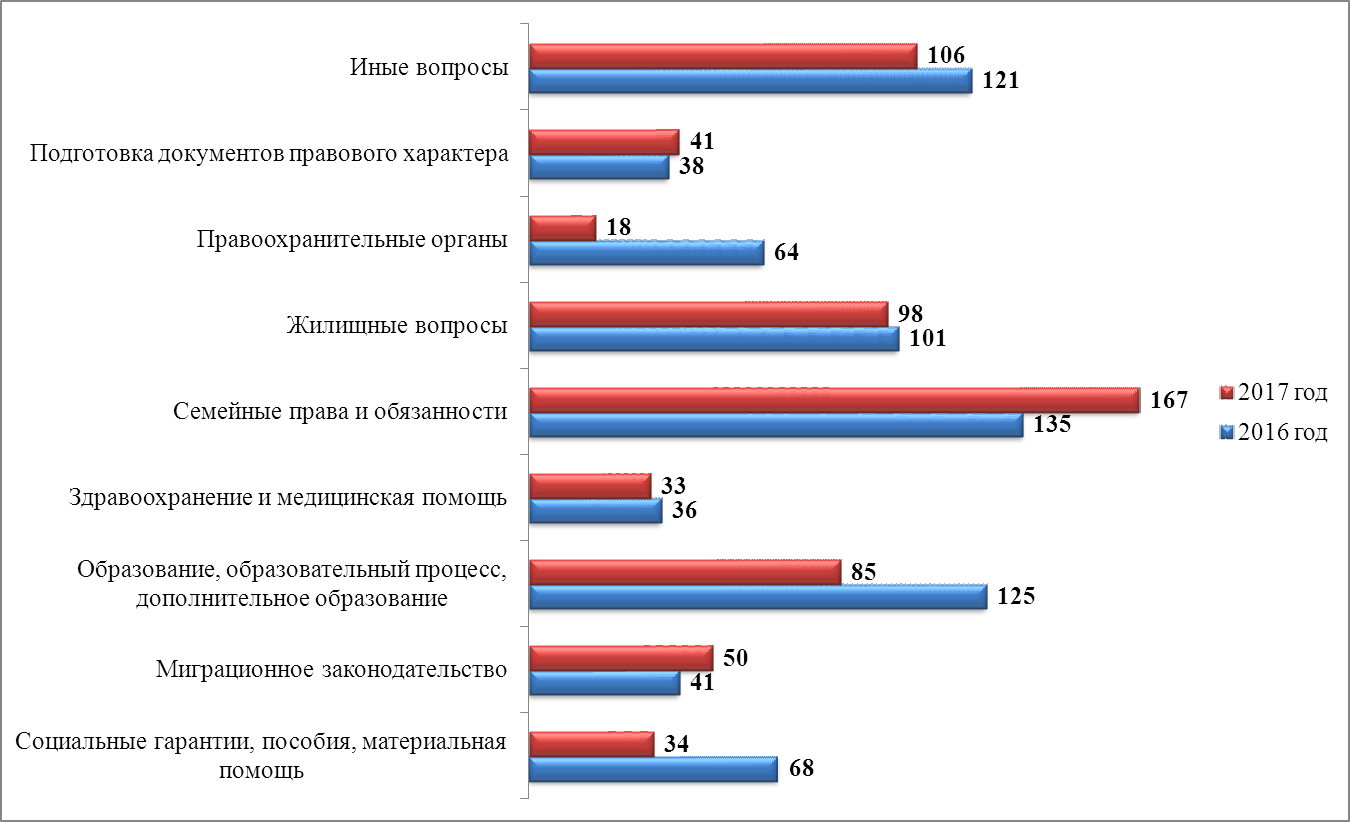 Иные вопросы
106
121
Подготовка документов правового характера
41
38
Правоохранительные органы
18
64
Жилищные вопросы
98
101
Семейные права и обязанности
167
135
2017 год
2016 год
Здравоохранение и медицинская помощь
33
36
Образование, образовательный процесс,
дополнительное образование
85
125
Миграционное законодательство
50
41
Социальные гарантии, пособия, материальная
помощь
34
68